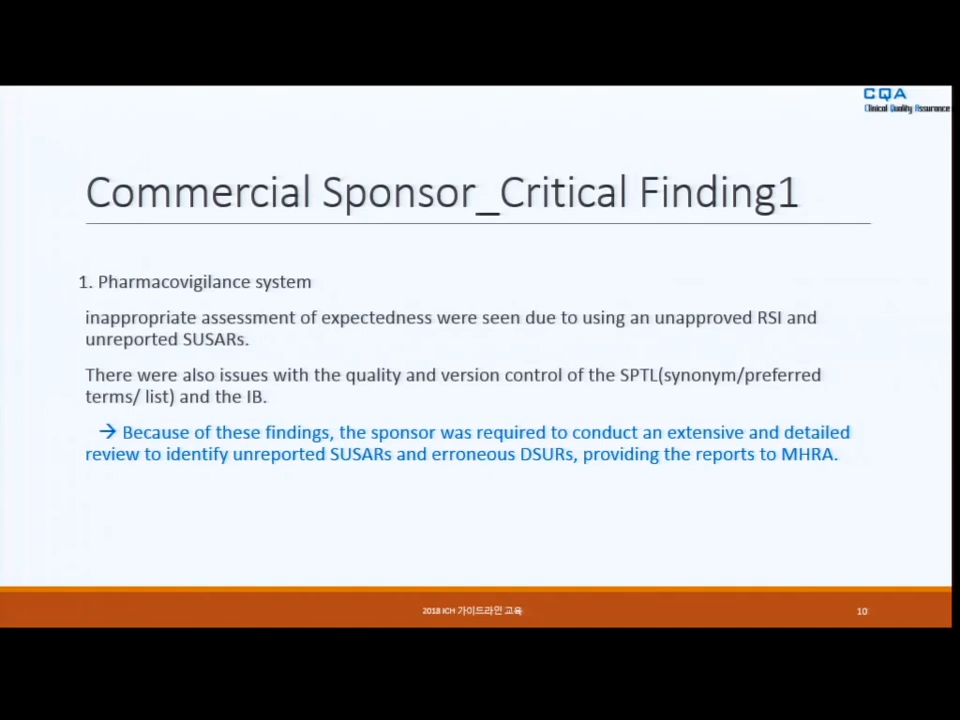 CQA
Clinical Quality Assurance
Commercial Sponsor_Critical Finding1
1. Pharmacovigilance system
inappropriate assessment of expectedness were seen due to using an unapproved RSI and
unreported SUSARs.
There were also issues with the quality and version control of the SPTL(synonym/preferred
terms/ list) and the IB.
→ Because of these findings, the sponsor was required to conduct an extensive and detailed
review to identify unreported SUSARs and erroneous DSURs, providing the reports to MHRA.
2018 ICH 가이드라인 교육
10